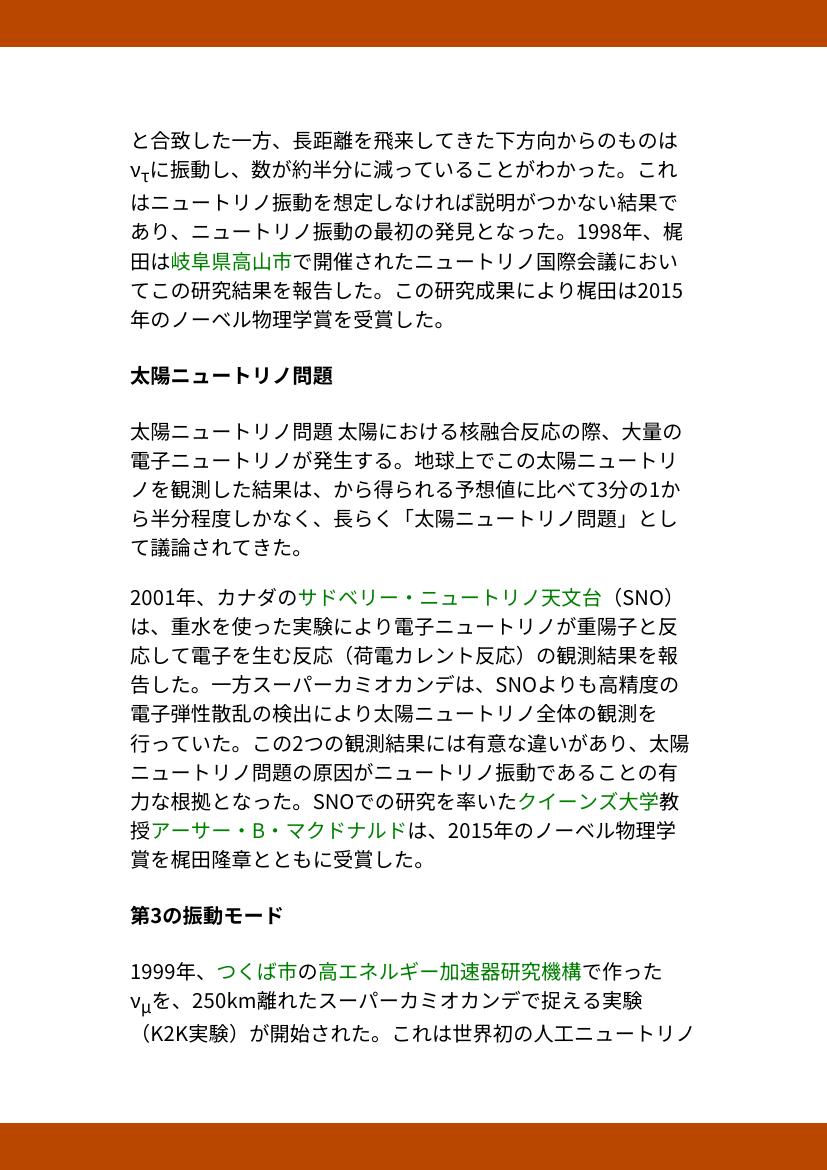 と合致した一方、長距離を飛来してきた下方向からのものは
ντに振動し、数が約半分に減っていることがわかった。これ
はニュートリノ振動を想定しなければ説明がつかない結果で
あり、ニュートリノ振動の最初の発見となった。1998年、梶
田は岐阜県高山市で開催されたニュートリノ国際会議におい
てこの研究結果を報告した。この研究成果により梶田は2015
年のノーベル物理学賞を受賞した。
太陽ニュートリノ問題
太陽ニュートリノ問題 太陽における核融合反応の際、大量の
電子ニュートリノが発生する。地球上でこの太陽ニュートリ
ノを観測した結果は、から得られる予想値に比べて3分の1か
ら半分程度しかなく、長らく「太陽ニュートリノ問題」とし
て議論されてきた。
2001年、カナダのサドベリー・ニュートリノ天文台（SNO）
は、重水を使った実験により電子ニュートリノが重陽子と反
応して電子を生む反応（荷電カレント反応）の観測結果を報
告した。一方スーパーカミオカンデは、SNOよりも高精度の
電子弾性散乱の検出により太陽ニュートリノ全体の観測を
行っていた。この2つの観測結果には有意な違いがあり、太陽
ニュートリノ問題の原因がニュートリノ振動であることの有
力な根拠となった。SNOでの研究を率いたクイーンズ大学教
授アーサー・B・マクドナルドは、2015年のノーベル物理学
賞を梶田隆章とともに受賞した。
第3の振動モード
1999年、つくば市の高エネルギー加速器研究機構で作った
νμを、250km離れたスーパーカミオカンデで捉える実験
（K2K実験）が開始された。これは世界初の人工ニュートリノ